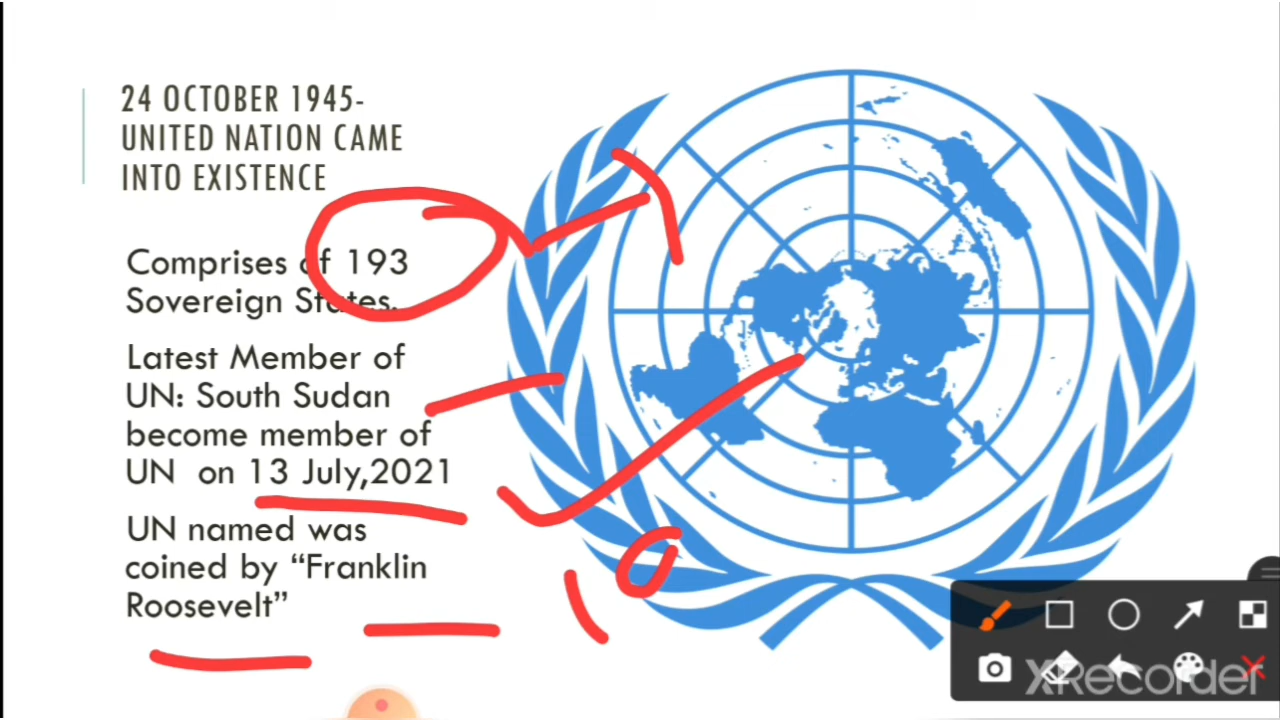 24 OCTOBER 1945-
UNITED NATION CAME
INTO EXISTENCE
Comprises of 193
Sovereign States.
Latest Member of
UN: South Sudan
become member of
UN on 13 July,2021
UN named was
coined by “Franklin
Roosevelt”
XRecorder